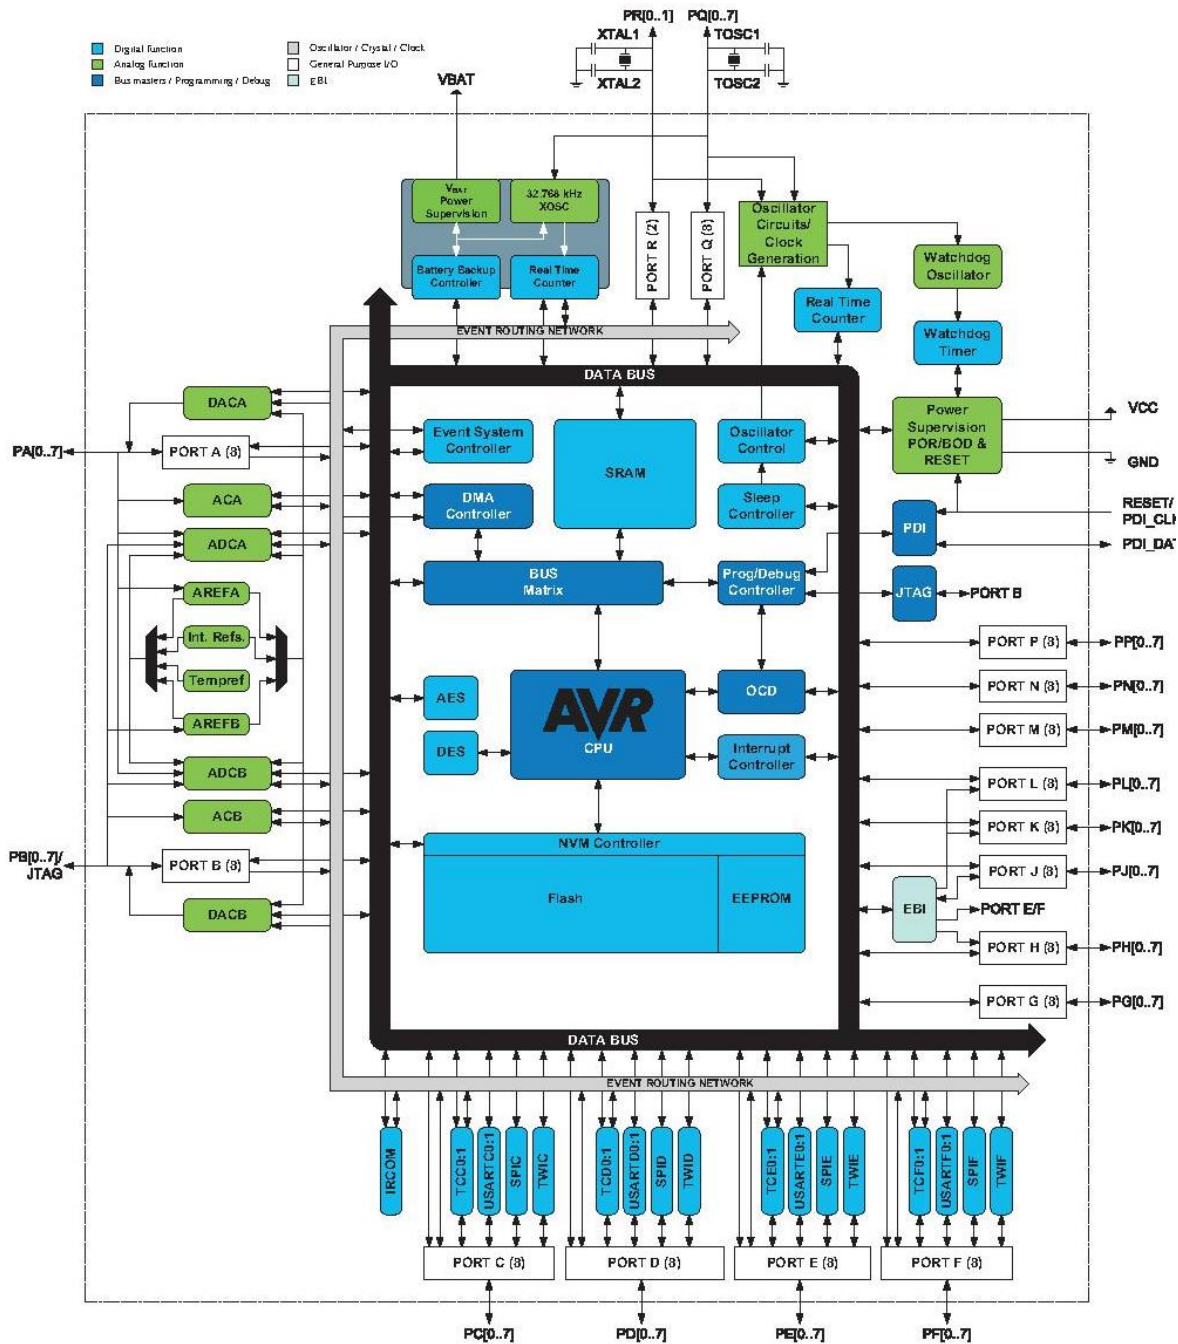 PR[0..1]
PQ[0..7]
XTAL1
TOSC1
XTAL2
TOSC2
Digital function
Analog function
Bus masters / Programming / Debug
Oscillator / Crystal / Clock
General Purpose I/O
EBI
VBAT
VBAT
Power
Supervision
32.768 kHz
XOSC
Battery Backup
Controller
Real Time
Counter
PORT R (2)
PORT Q (8)
Oscillator
Circuits/
Clock
Generation
Watchdog
Oscillator
Real Time
Counter
Watchdog
Timer
EVENT ROUTING NETWORK
DATA BUS
DACA
PORT A (8)
PA[0..7]
ACA
ADCA
AREFA
Int. Refs.
Tempref
AREFB
ADCB
ACB
PB[0..7]/
JTAG
PORT B (8)
DACB
Event System
Controller
DMA
Controller
SRAM
Oscillator
Control
Sleep
Controller
BUS
Matrix
Prog/Debug
Controller
AES
DES
AVR
CPU
OCD
Interrupt
Controller
NVM Controller
Flash
EEPROM
Power
Supervision
POR/BOD &
RESET
VCC
GND
RESET/
PDI_CLK
PDI
PDI_DAT
JTAG
PORT B
PORT P (8)
PP[0..7]
PORT N (8)
PN[0..7]
PORT M (8)
PM[0..7]
PORT L (8)
PL[0..7]
PORT K (8)
PK[0..7]
PORT J (8)
PJ[0..7]
EBI
PORT E/F
PORT H (8)
PH[0..7]
PORT G (8)
PG[0..7]
DATA BUS
EVENT ROUTING NETWORK
IRCOM
TCC0:1
USARTC0:1
SPIC
TWIC
TCD0:1
USARTD0:1
SPID
TWID
TCE0:1
USARTE0:1
SPIE
TWIE
TCF0:1
USARTF0:1
SPIF
TWIF
PORT C (8)
PORT D (8)
PORT E (8)
PORT F (8)
PC[0..7]
PD[0..7]
PE[0..7]
PF[0..7]